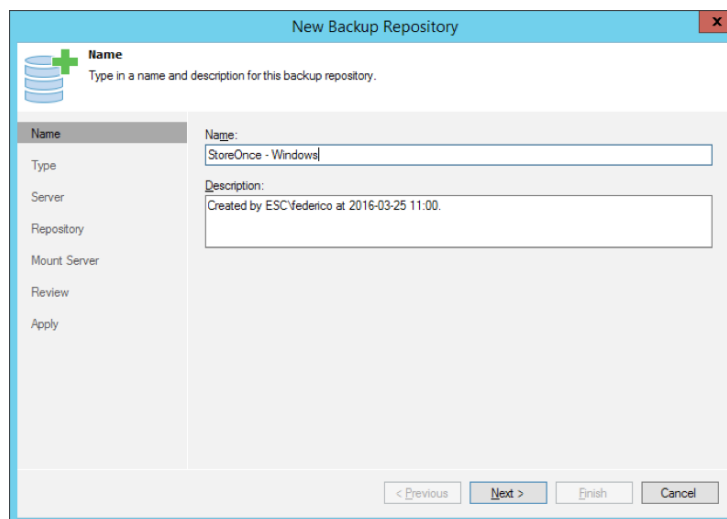 New Backup Repository
x
Name
Type in a name and description for this backup repository.
Name
Type
Server
Repository
Mount Server
Review
Apply
Name:
StoreOnce - Windows
Description:
Created by ESC\federico at 2016-03-25 11:00.
< Previous
Next >
Finish
Cancel